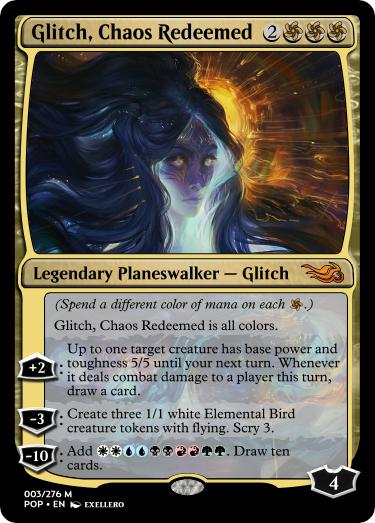 Glitch, Chaos Redeemed 2
Legendary Planeswalker — Glitch
(Spend a different color of mana on each .)
Glitch, Chaos Redeemed is all colors.
+2: Up to one target creature has base power and
toughness 5/5 until your next turn. Whenever
it deals combat damage to a player this turn,
draw a card.
-3: Create three 1/1 white Elemental Bird
creature tokens with flying. Scry 3.
-10: Add . Draw ten
cards.
4
003/276 M
POP • EN EXELLERO